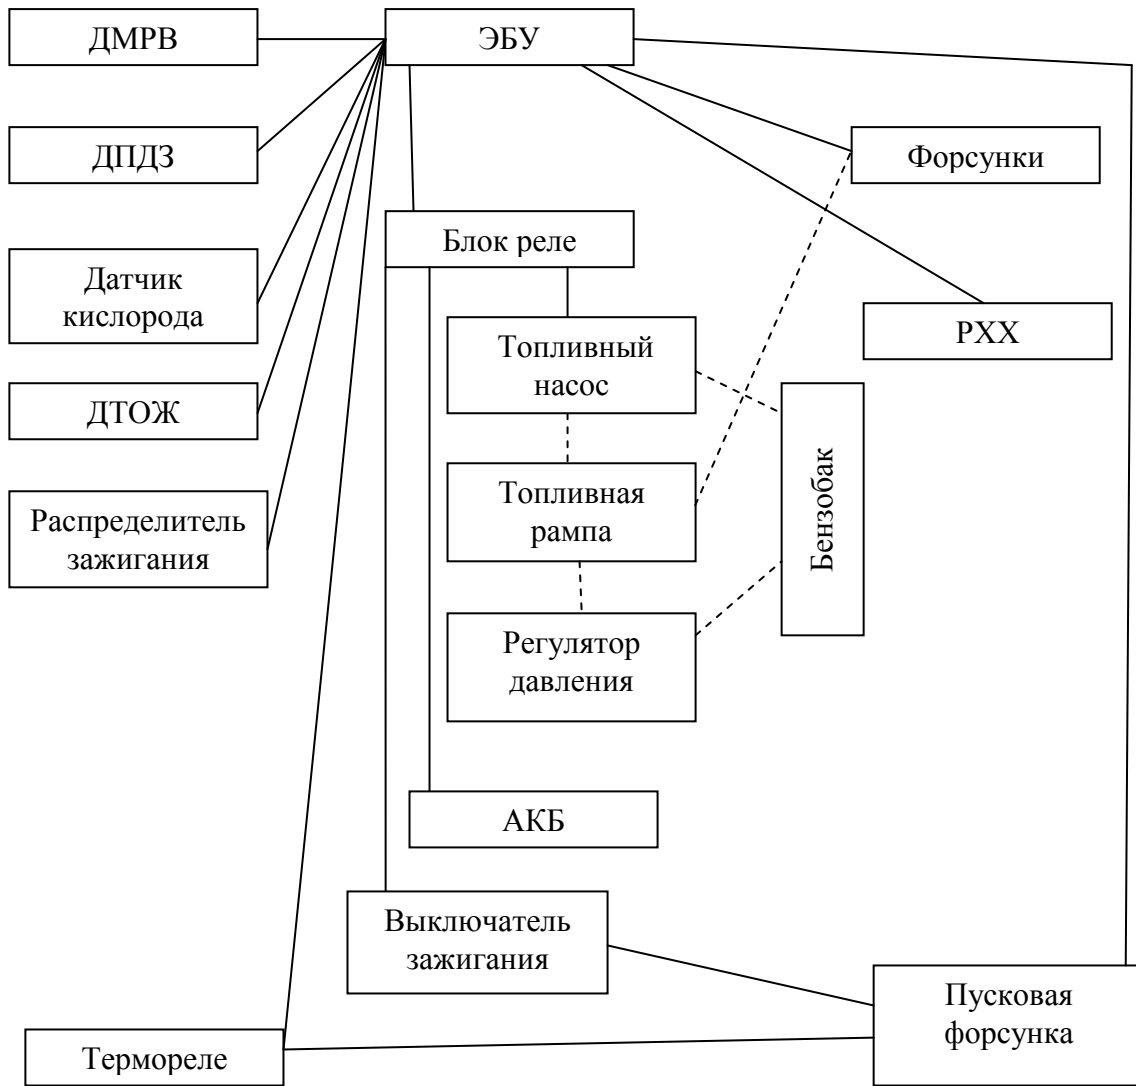 ДМРВ
ЭБУ
ДПДЗ
Форсунки
Блок реле
Датчик
кислорода
РХХ
Топливный
насос
ДТОЖ
Бензобак
Топливная
рампа
Распределитель
зажигания
Регулятор
давления
АКБ
Выключатель
зажигания
Пусковая
форсунка
Термореле